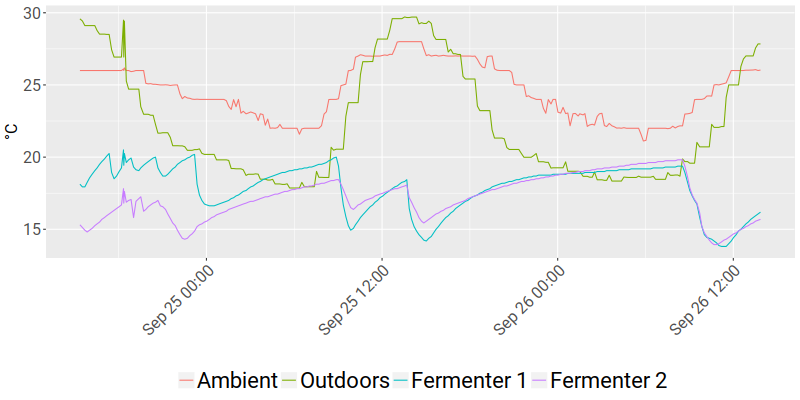 30
25
20
15
°C
Sep 25 00:00
Sep 25 12:00
Sep 26 00:00
Sep 26 12:00
Ambient Outdoors Fermenter 1 Fermenter 2